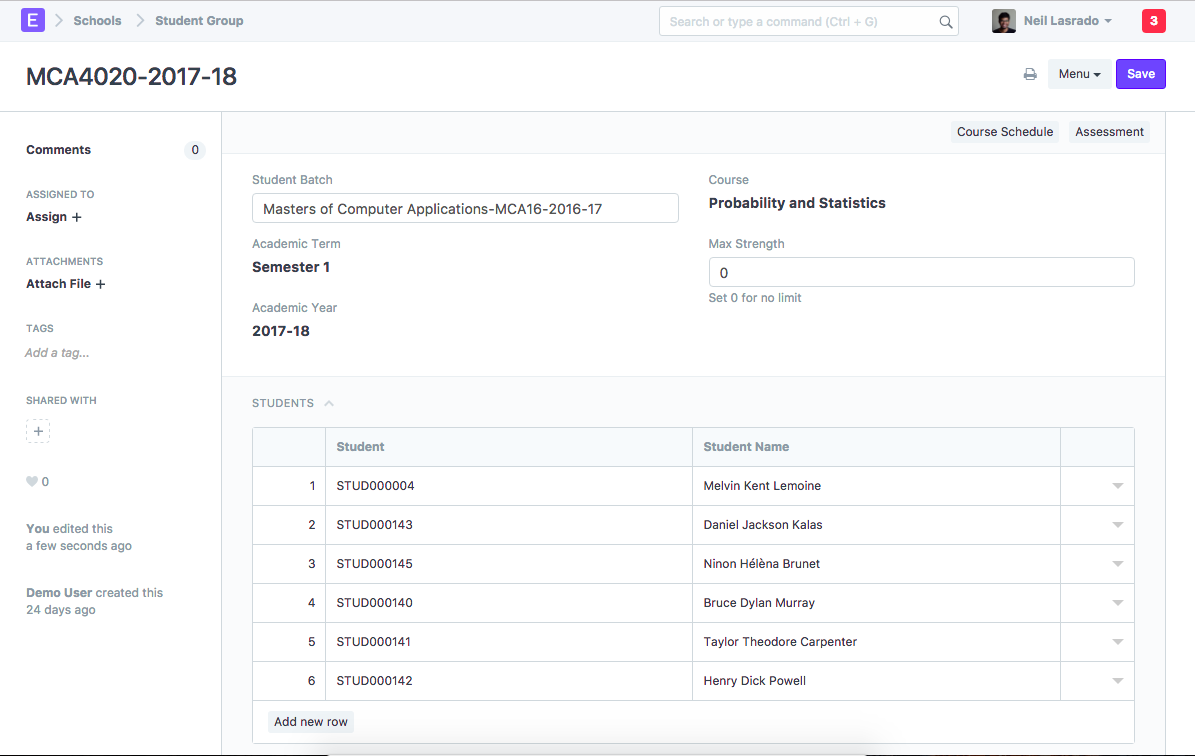 E Schools Student Group
Search or type a command (Ctrl + G)
Neil Lasrado
3
MCA4020-2017-18
Menu
Save
Comments 0
ASSIGNED TO
Assign +
ATTACHMENTS
Attach File +
TAGS
Add a tag...
SHARED WITH
+
0
You edited this
a few seconds ago
Demo User created this
24 days ago
Course Schedule Assessment
Student Batch
Masters of Computer Applications-MCA16-2016-17
Academic Term
Semester 1
Academic Year
2017-18
Course
Probability and Statistics
Max Strength
0
Set 0 for no limit
STUDENTS
Student Student Name
1 STUD000004 Melvin Kent Lemoine
2 STUD000143 Daniel Jackson Kalas
3 STUD000145 Ninon Hélèna Brunet
4 STUD000140 Bruce Dylan Murray
5 STUD000141 Taylor Theodore Carpenter
6 STUD000142 Henry Dick Powell
Add new row